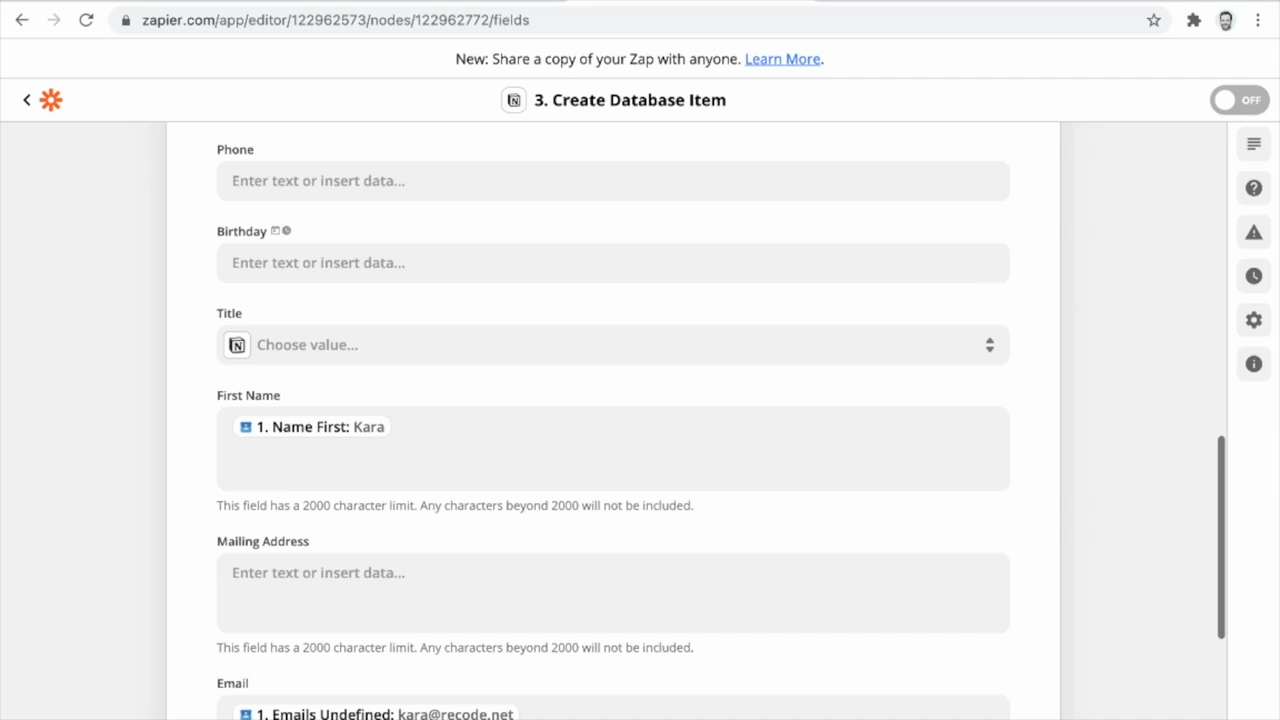 zapier.com/app/editor/122962573/nodes/122962772/fields
New: Share a copy of your Zap with anyone. Learn More.
3. Create Database Item
OFF
Phone
Enter text or insert data...
Birthday
Enter text or insert data...
Title
Choose value...
First Name
1. Name First: Kara
This field has a 2000 character limit. Any characters beyond 2000 will not be included.
Mailing Address
Enter text or insert data...
This field has a 2000 character limit. Any characters beyond 2000 will not be included.
Email
1. Emails Undefined: kara@recode.net